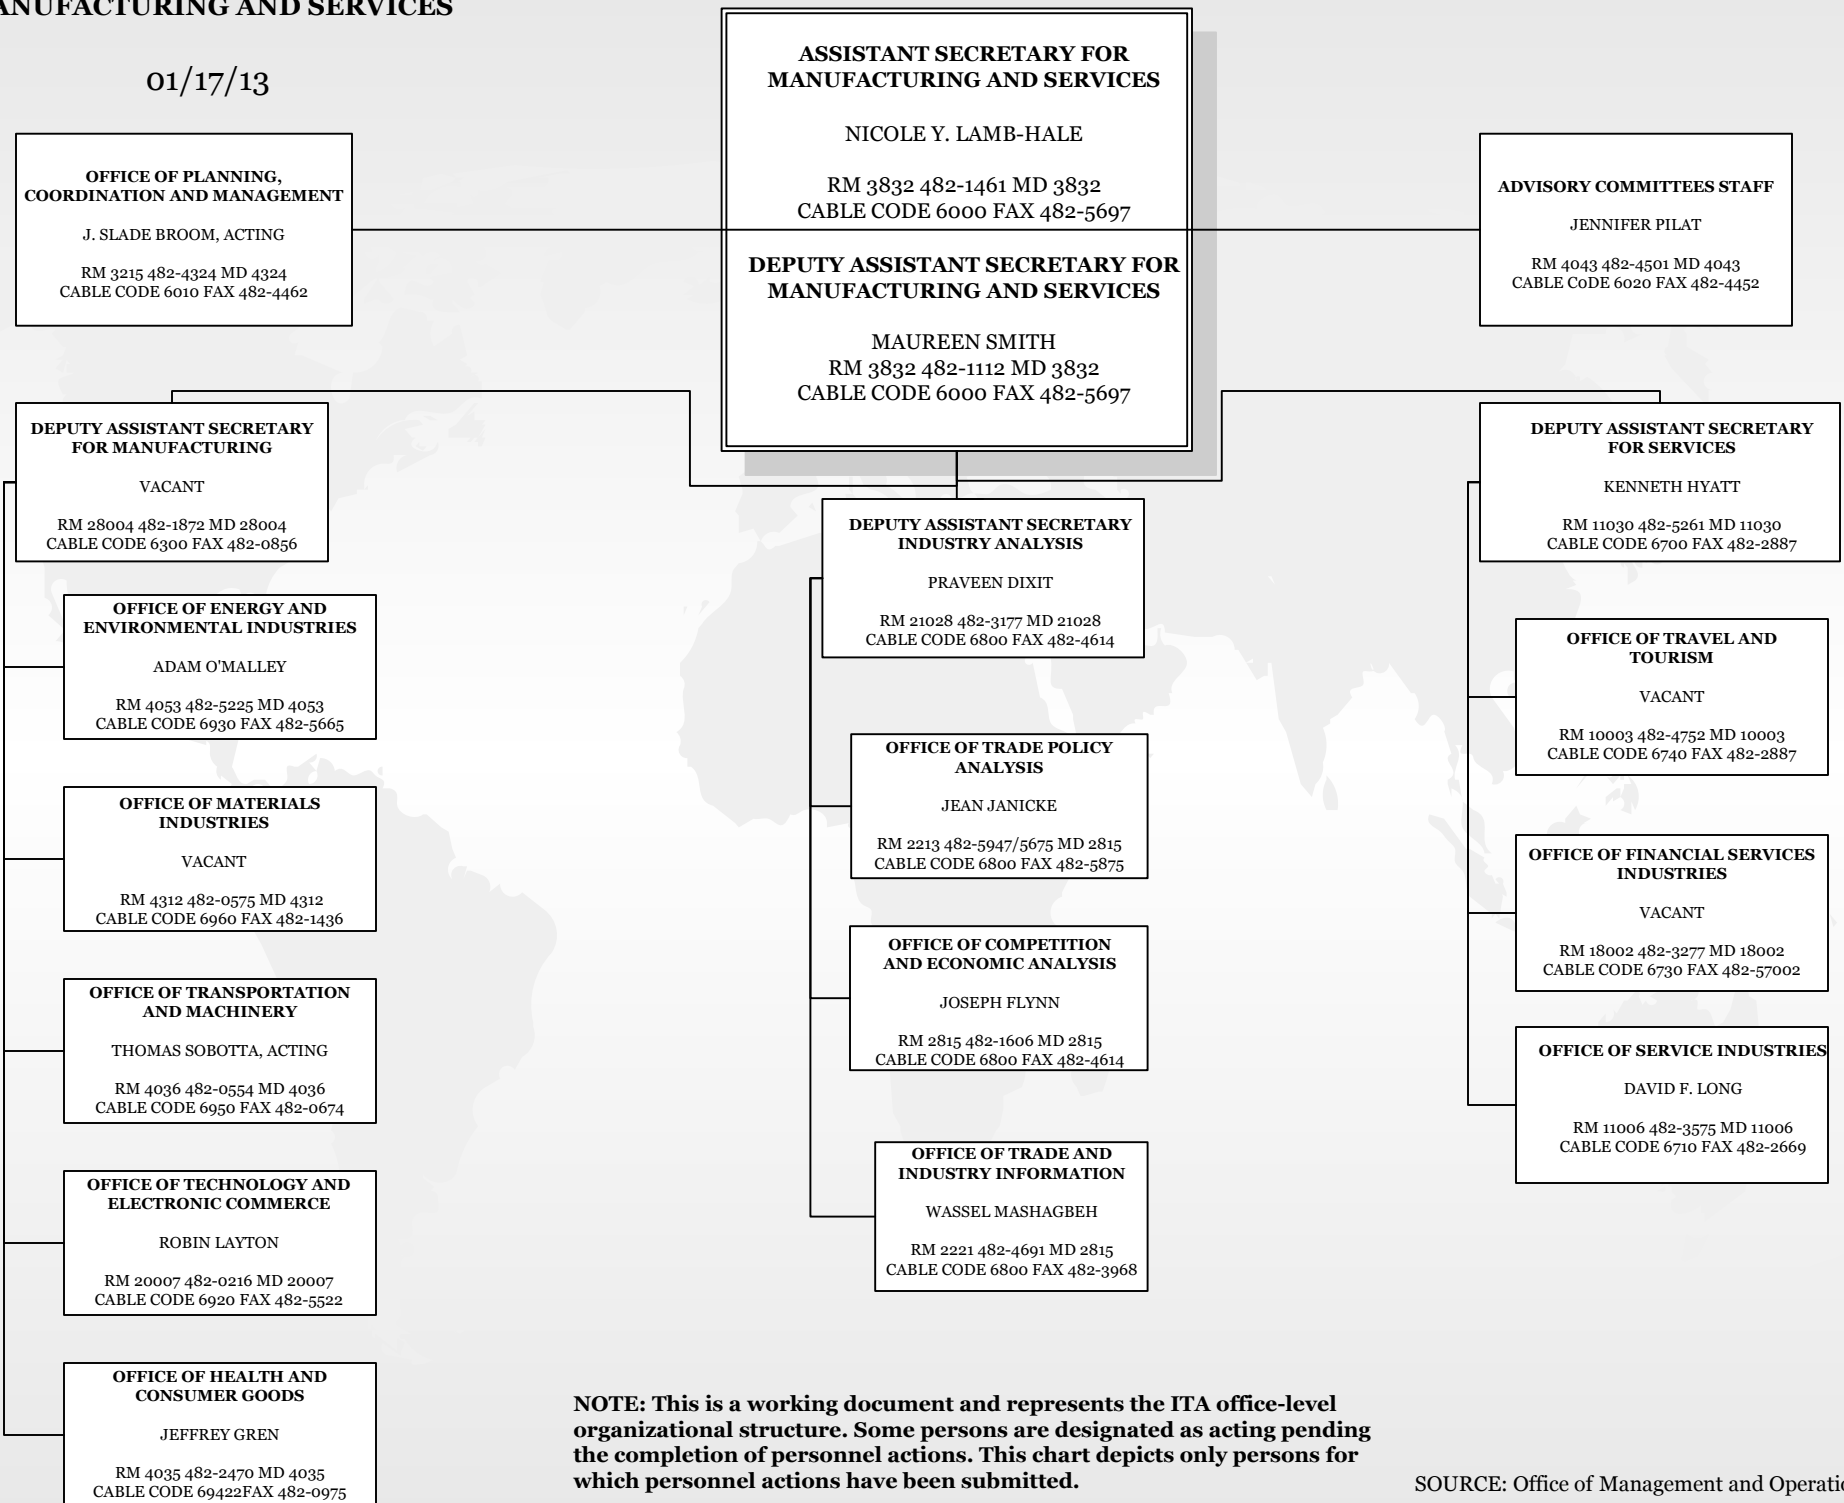 ANUFACTURING AND SERVICES
01/17/13
ASSISTANT SECRETARY FOR
MANUFACTURING AND SERVICES
NICOLE Y. LAMB-HALE
RM 3832 482-1461 MD 3832
CABLE CODE 6000 FAX 482-5697
DEPUTY ASSISTANT SECRETARY FOR
MANUFACTURING AND SERVICES
MAUREEN SMITH
RM 3832 482-1112 MD 3832
CABLE CODE 6000 FAX 482-5697
OFFICE OF PLANNING,
COORDINATION AND MANAGEMENT
J. SLADE BROOM, ACTING
RM 3215 482-4324 MD 4324
CABLE CODE 6010 FAX 482-4462
ADVISORY COMMITTEES STAFF
JENNIFER PILAT
RM 4043 482-4501 MD 4043
CABLE C0DE 6020 FAX 482-4452
DEPUTY ASSISTANT SECRETARY
FOR MANUFACTURING
VACANT
RM 28004 482-1872 MD 28004
CABLE CODE 6300 FAX 482-0856
OFFICE OF ENERGY AND
ENVIRONMENTAL INDUSTRIES
ADAM O'MALLEY
RM 4053 482-5225 MD 4053
CABLE CODE 6930 FAX 482-5665
OFFICE OF MATERIALS
INDUSTRIES
VACANT
RM 4312 482-0575 MD 4312
CABLE CODE 6960 FAX 482-1436
OFFICE OF TRANSPORTATION
AND MACHINERY
THOMAS SOBOTTA, ACTING
RM 4036 482-0554 MD 4036
CABLE CODE 6950 FAX 482-0674
OFFICE OF TECHNOLOGY AND
ELECTRONIC COMMERCE
ROBIN LAYTON
RM 20007 482-0216 MD 20007
CABLE CODE 6920 FAX 482-5522
OFFICE OF HEALTH AND
CONSUMER GOODS
JEFFREY GREN
RM 4035 482-2470 MD 4035
CABLE CODE 69422FAX 482-0975
DEPUTY ASSISTANT SECRETARY
INDUSTRY ANALYSIS
PRAVEEN DIXIT
RM 21028 482-3177 MD 21028
CABLE CODE 6800 FAX 482-4614
OFFICE OF TRADE POLICY
ANALYSIS
JEAN JANICKE
RM 2213 482-5947/5675 MD 2815
CABLE CODE 6800 FAX 482-5875
OFFICE OF COMPETITION
AND ECONOMIC ANALYSIS
JOSEPH FLYNN
RM 2815 482-1606 MD 2815
CABLE CODE 6800 FAX 482-4614
OFFICE OF TRADE AND
INDUSTRY INFORMATION
WASSEL MASHAGBEH
RM 2221 482-4691 MD 2815
CABLE CODE 6800 FAX 482-3968
DEPUTY ASSISTANT SECRETARY
FOR SERVICES
KENNETH HYATT
RM 11030 482-5261 MD 11030
CABLE CODE 6700 FAX 482-2887
OFFICE OF TRAVEL AND
TOURISM
VACANT
RM 10003 482-4752 MD 10003
CABLE CODE 6740 FAX 482-2887
OFFICE OF FINANCIAL SERVICES
INDUSTRIES
VACANT
RM 18002 482-3277 MD 18002
CABLE CODE 6730 FAX 482-57002
OFFICE OF SERVICE INDUSTRIES
DAVID F. LONG
RM 11006 482-3575 MD 11006
CABLE CODE 6710 FAX 482-2669
NOTE: This is a working document and represents the ITA office-level
organizational structure. Some persons are designated as acting pending
the completion of personnel actions. This chart depicts only persons for
which personnel actions have been submitted.
SOURCE: Office of Management and Operatio